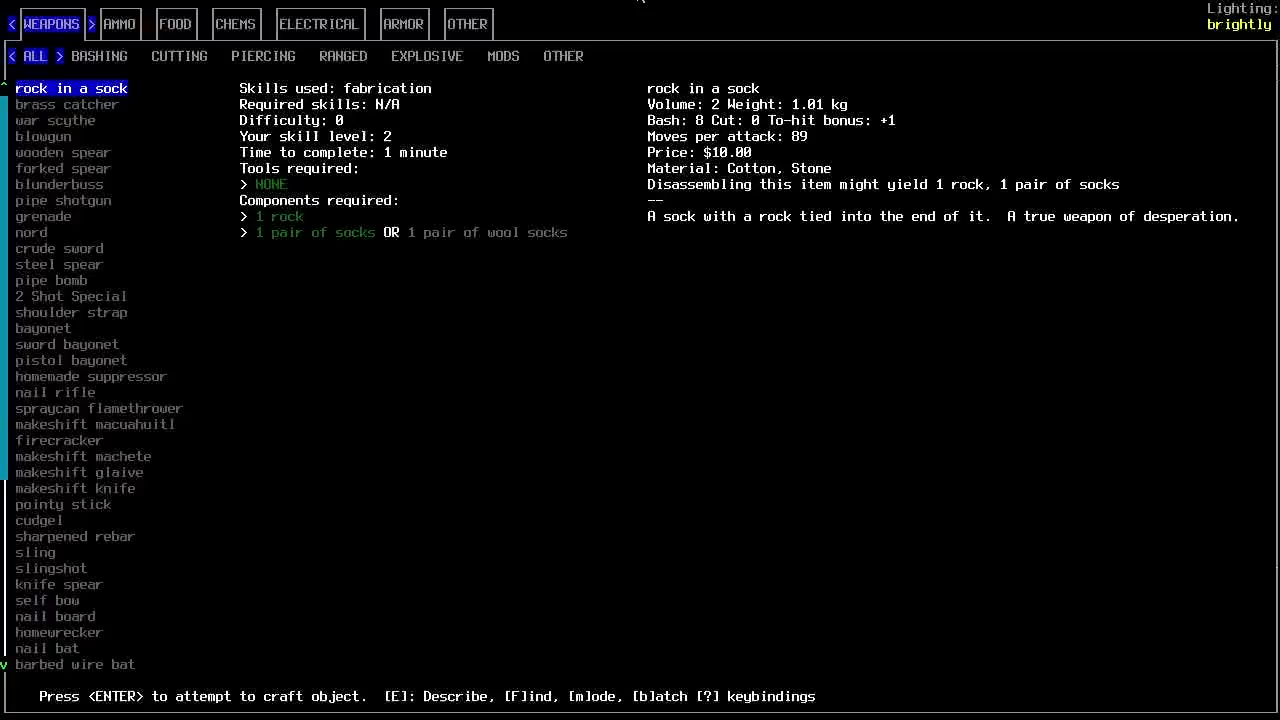 Lighting:
< WEAPONS > AMMO FOOD CHEMS ELECTRICAL ARMOR OTHER
brightly
< ALL > BASHING CUTTING PIERCING RANGED EXPLOSIVE MODS OTHER
rock in a sock Skills used: fabrication rock in a sock
brass catcher Required skills: N/A Volume: 2 Weight: 1.01 kg
war scythe Difficulty: 0 Bash: 8 Cut: 0 To-hit bonus: +1
blowgun Your skill level: 2 Moves per attack: 89
wooden spear Time to complete: 1 minute Price: $10.00
forked spear Tools required: Material: Cotton, Stone
blunderbuss > NONE Disassembling this item might yield 1 rock, 1 pair of socks
pipe shotgun Components required: --
grenade > 1 rock A sock with a rock tied into the end of it. A true weapon of desperation.
nord > 1 pair of socks OR 1 pair of wool socks
crude sword
steel spear
pipe bomb
2 Shot Special
shoulder strap
bayonet
sword bayonet
pistol bayonet
homemade suppressor
nail rifle
spraycan flamethrower
makeshift macuahuitl
firecracker
makeshift machete
makeshift glaive
makeshift knife
pointy stick
cudgel
sharpened rebar
sling
slingshot
knife spear
self bow
nail board
homewrecker
nail bat
v barbed wire bat
Press <ENTER> to attempt to craft object. [E]: Describe, [F]ind, [m]ode, [b]atch [?] keybindings